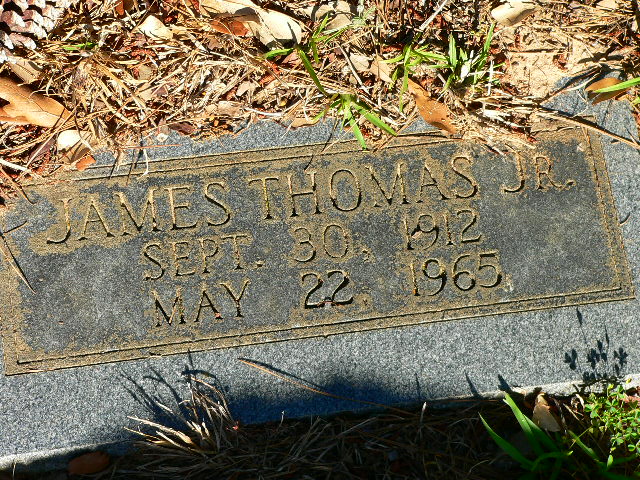 JAMES THOMAS JR.
SEPT. 30, 1912
MAY 22, 1965